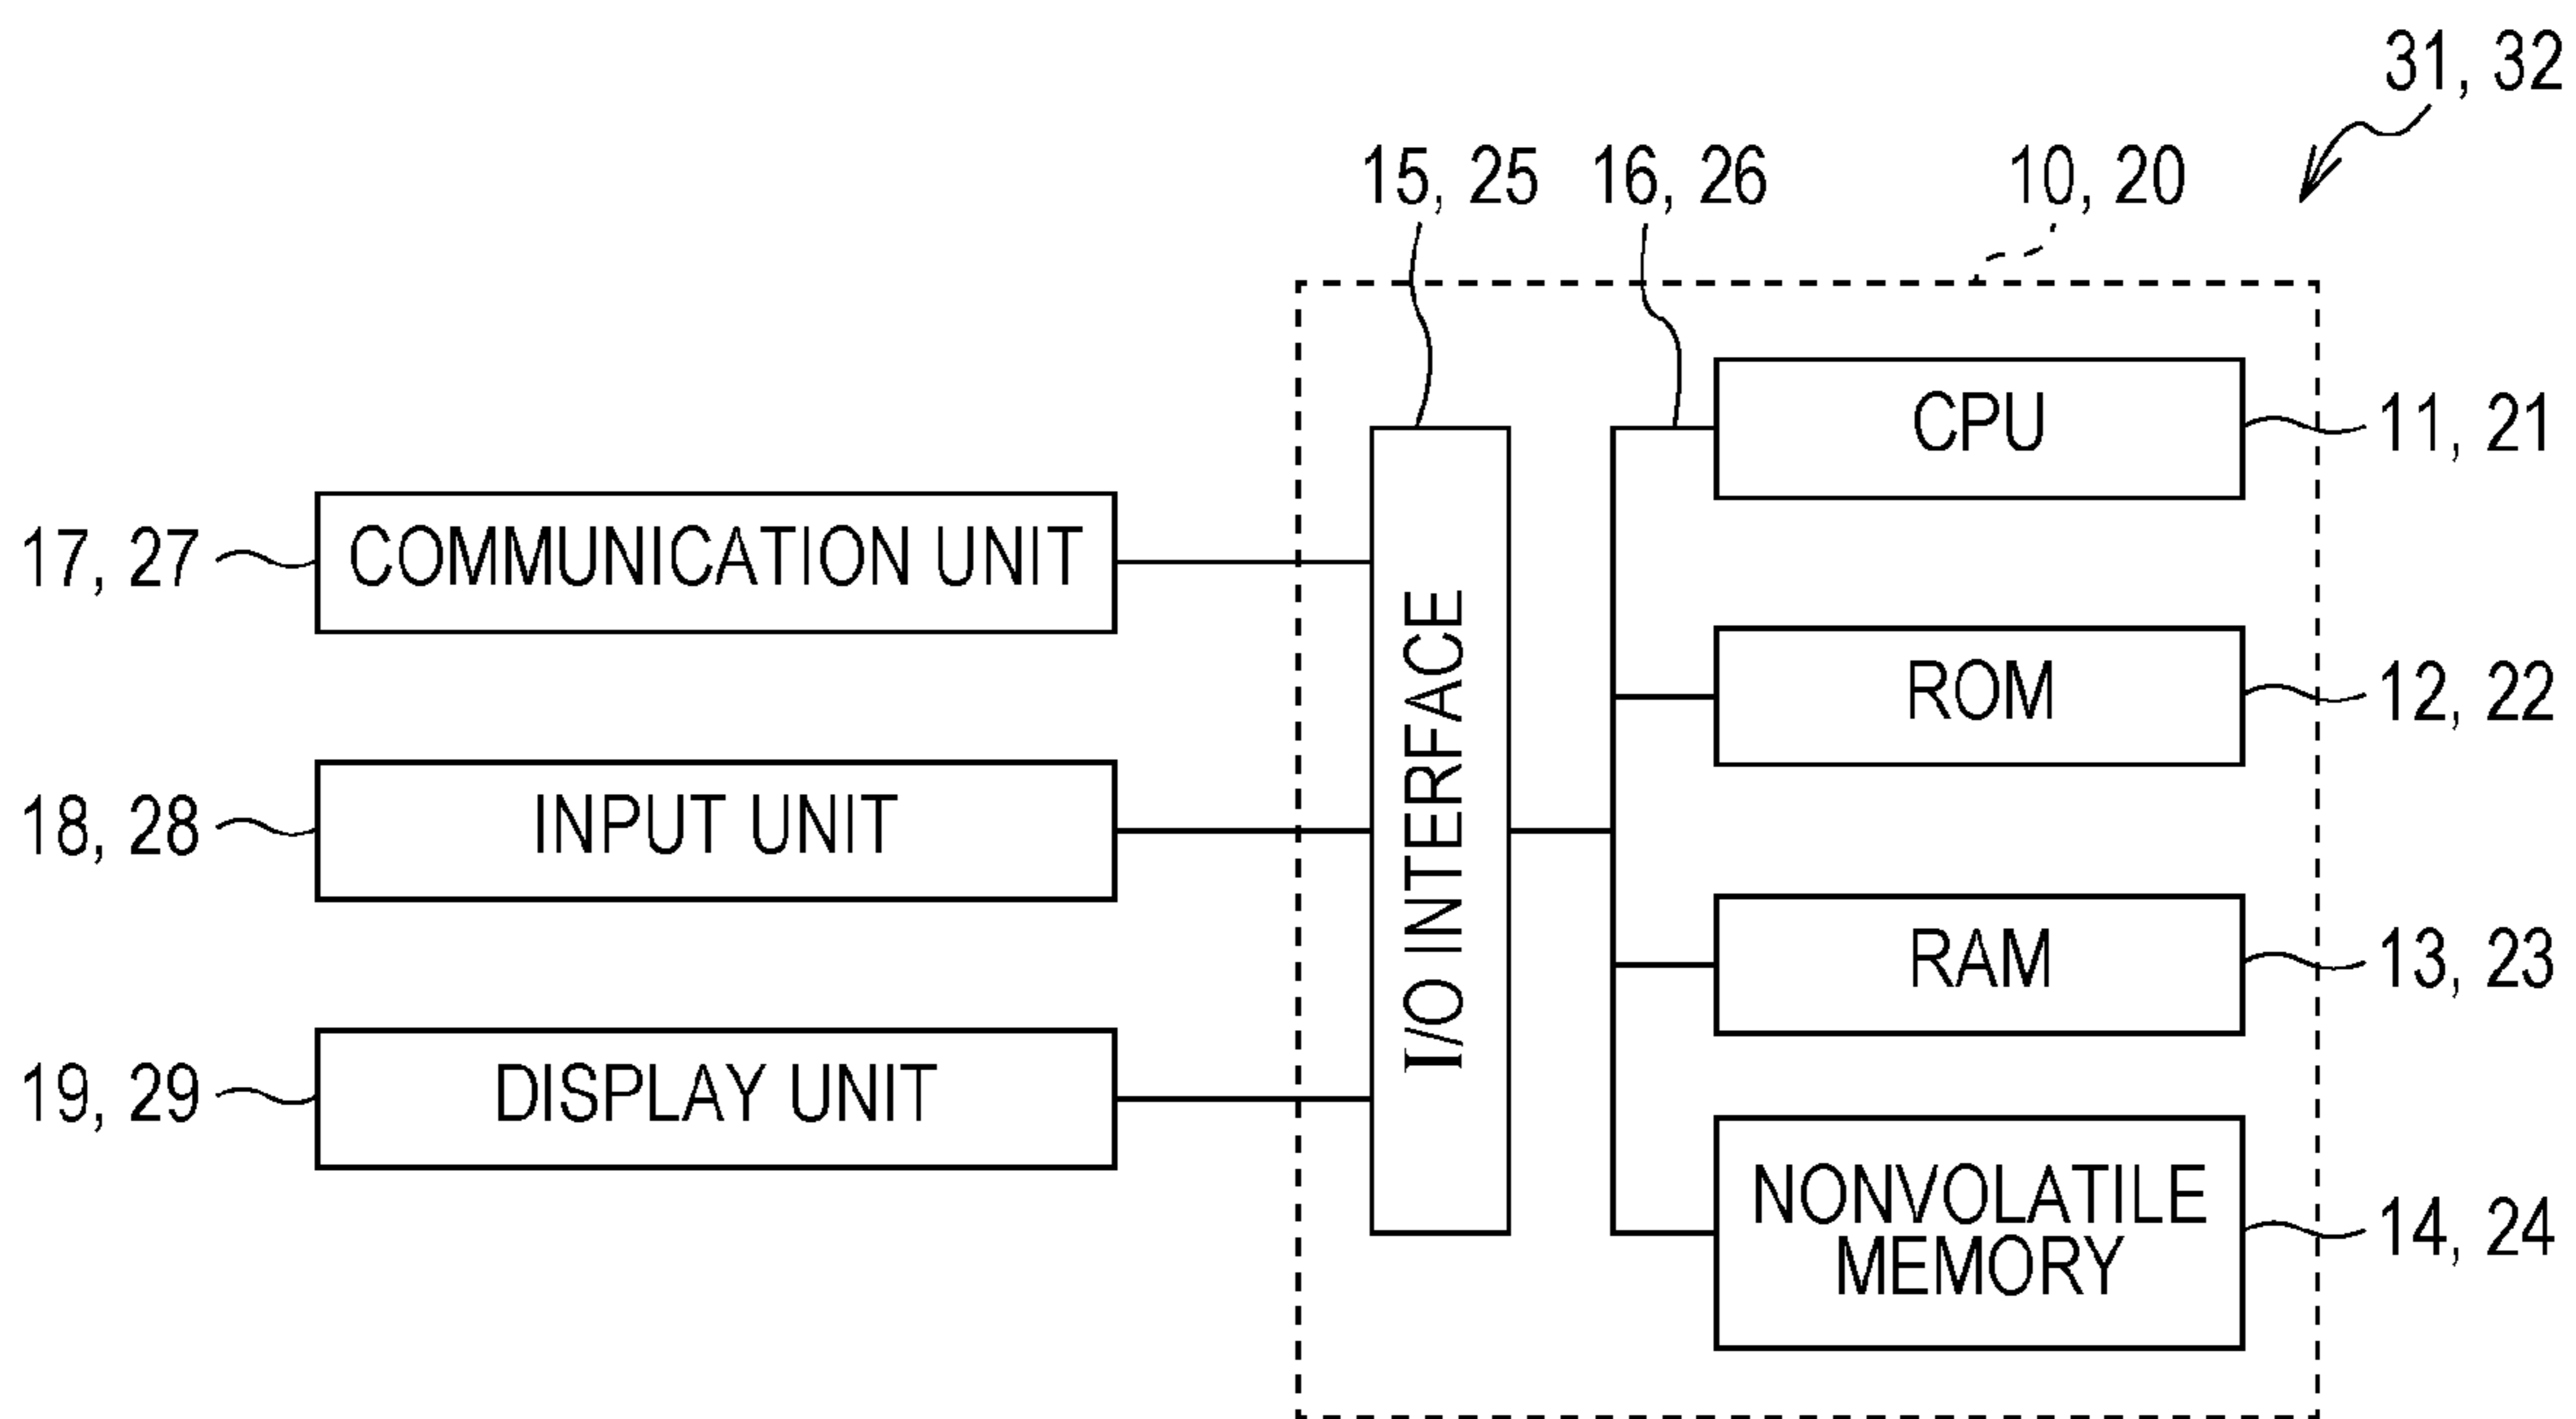 31, 32
15, 25
16, 26
10, 20
CPU
11, 21
17, 27
COMMUNICATION UNIT
I/O INTERFACE
ROM
12, 22
18, 28
INPUT UNIT
RAM
13, 23
19, 29
DISPLAY UNIT
NONVOLATILE
MEMORY
14, 24